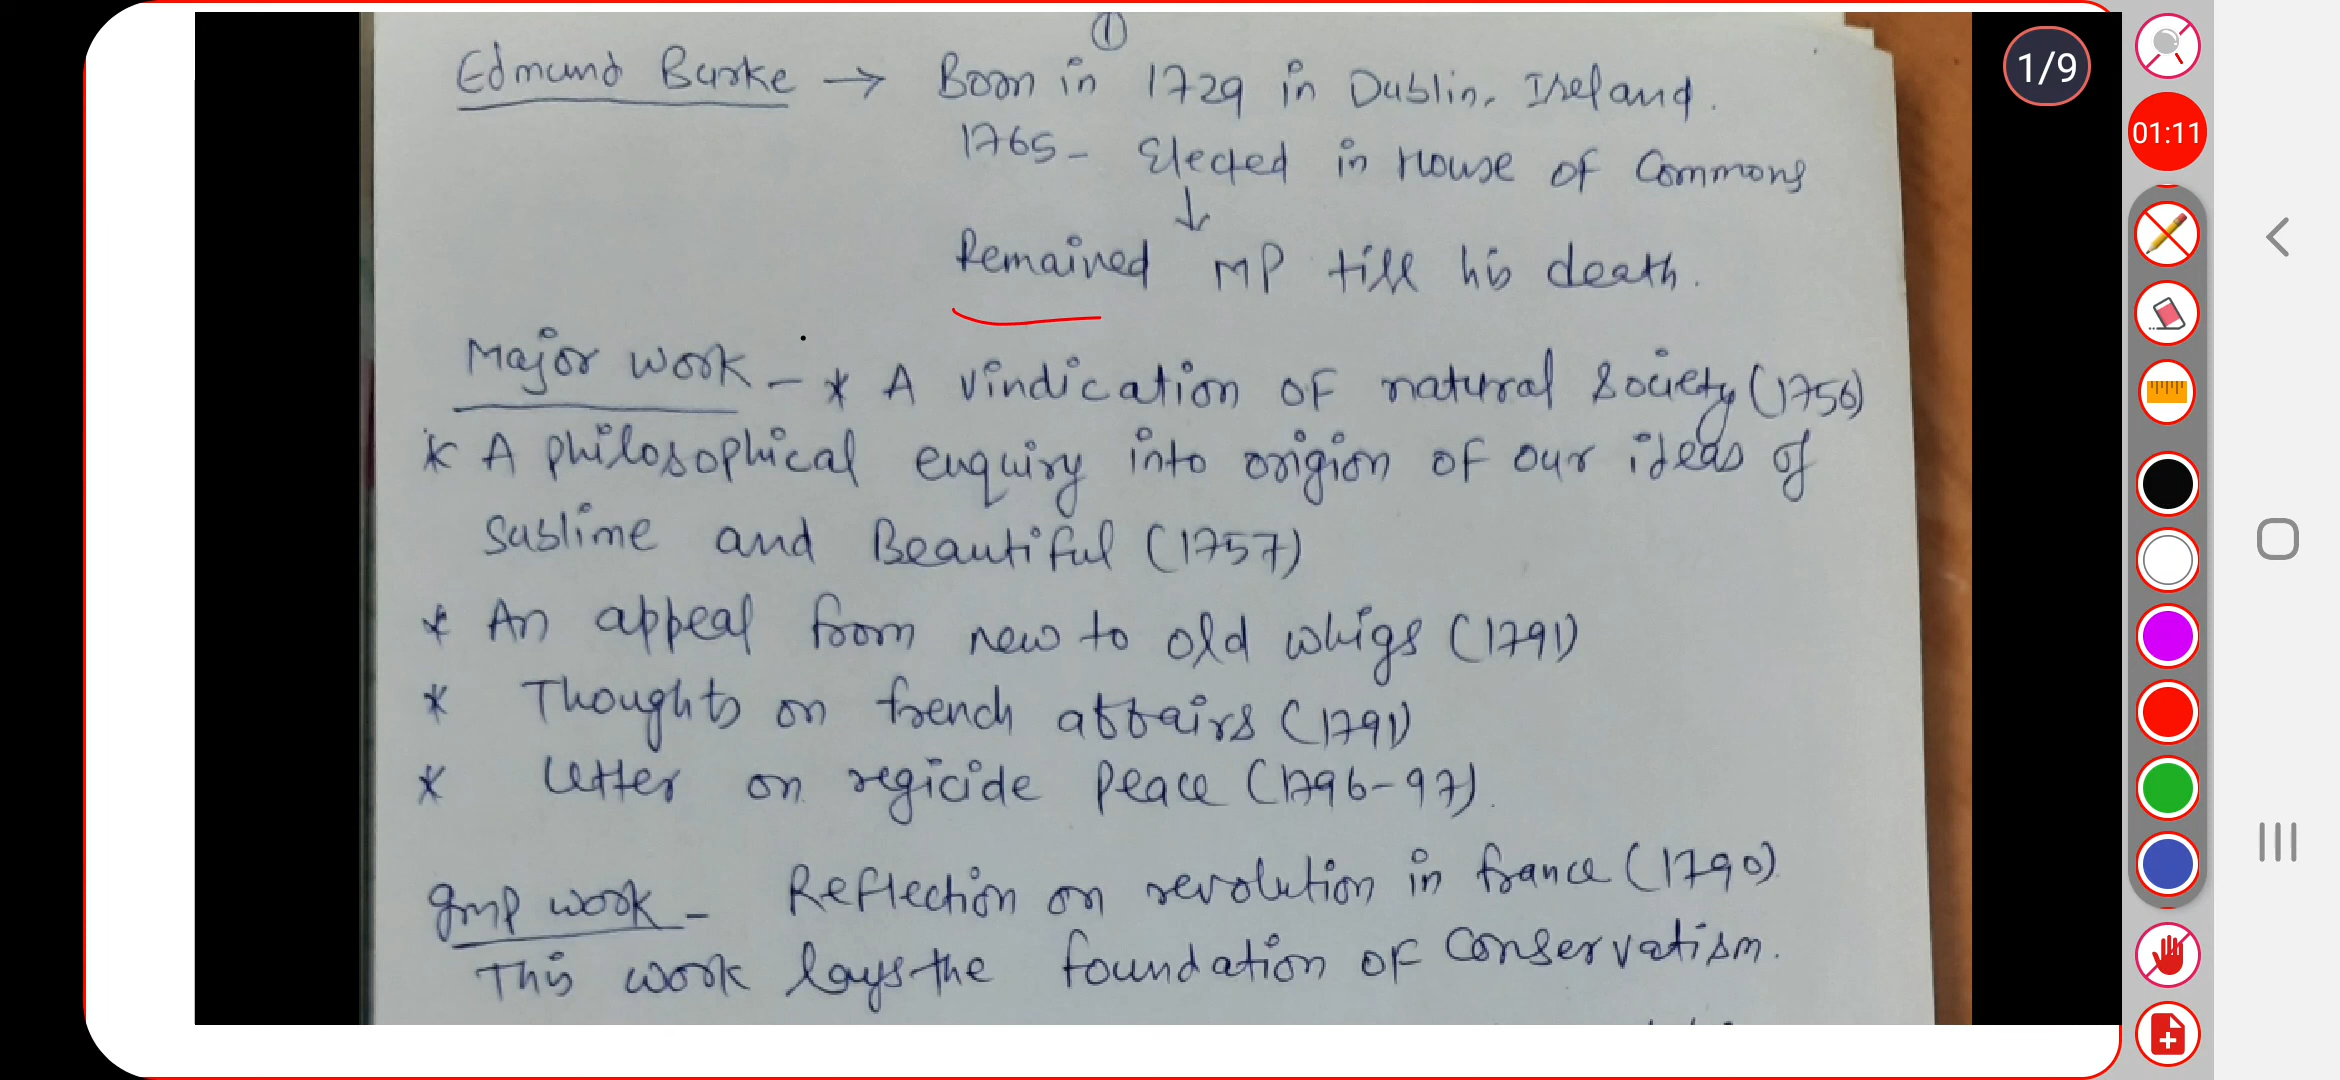 ①
Edmund Burke → Born in 1729 in Dublin, Ireland.
1765 - Elected in House of Commons
↓
Remained MP till his death.
Major work - * A vindication of natural Society (1756)
* A Philosophical enquiry into origion of our ideas of
Sublime and Beautiful (1757)
* An appeal from new to old whigs (1791)
* Thoughts on french affairs (1791)
* letter on regicide Peace (1796-97).
Imp work - Reflection on revolution in france (1790)
This work lays the foundation of conservatism.
1/9
01:11